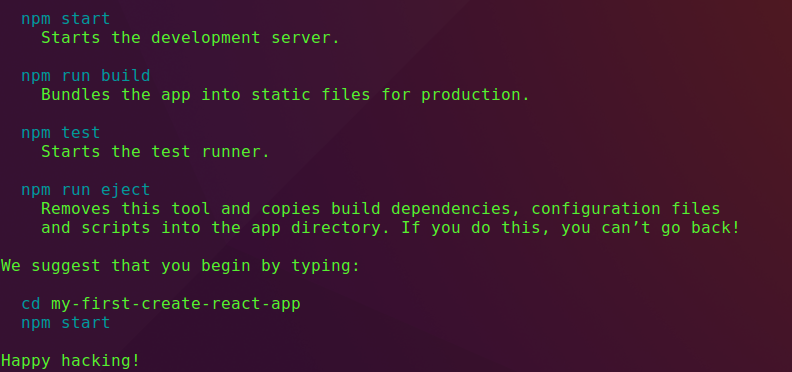 npm start
Starts the development server.
npm run build
Bundles the app into static files for production.
npm test
Starts the test runner.
npm run eject
Removes this tool and copies build dependencies, configuration files
and scripts into the app directory. If you do this, you can’t go back!
We suggest that you begin by typing:
cd my-first-create-react-app
npm start
Happy hacking!